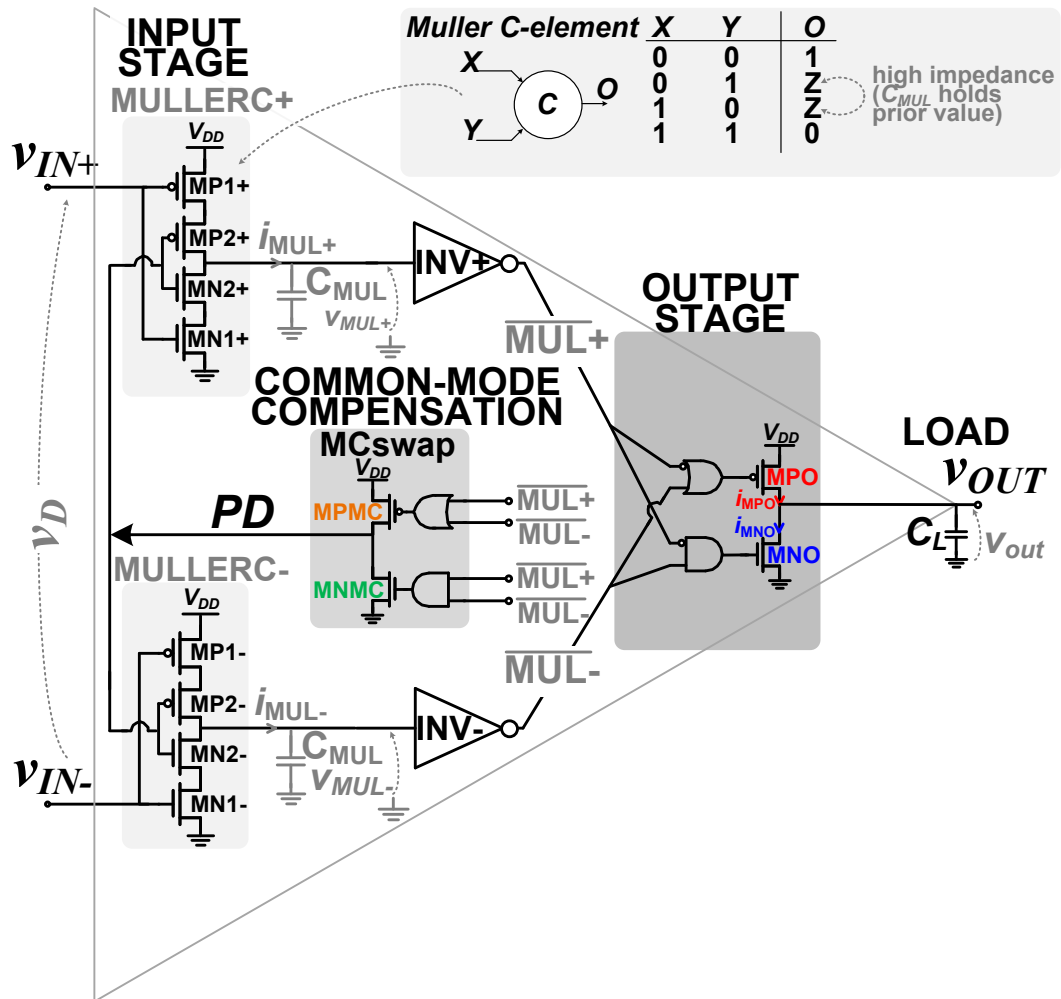 INPUT
STAGE
MULLERC+
Muller C-element X Y O
0 0 1
0 1 Z
1 0 Z
1 1 0
high impedance
(CMUL holds
prior value)
X
Y
C
O
VDD
vIN+
MP1+
MP2+
MN2+
MN1+
iMUL+
CMUL
vMUL+
INV+
MUL+
OUTPUT
STAGE
VDD
MPO
iMPO
iMNO
MNO
LOAD
vOUT
CL
vout
COMMON-MODE
COMPENSATION
MCswap
VDD
MPMC
MNMC
MUL+
MUL-
MUL+
MUL-
PD
vD
MULLERC-
VDD
MP1-
MP2-
MN2-
MN1-
vIN-
iMUL-
CMUL
vMUL-
INV-
MUL-